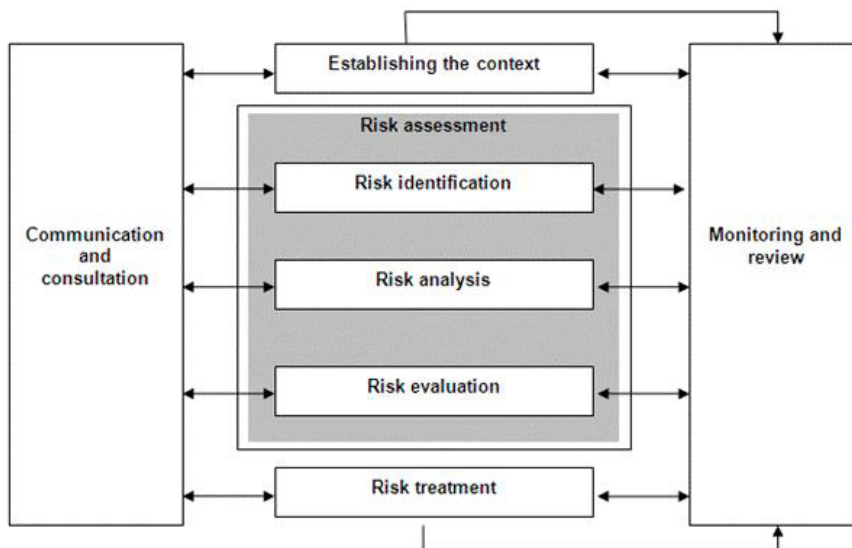 Establishing the context
Risk assessment
Risk identification
Communication
and
consultation
Monitoring and
review
Risk analysis
Risk evaluation
Risk treatment